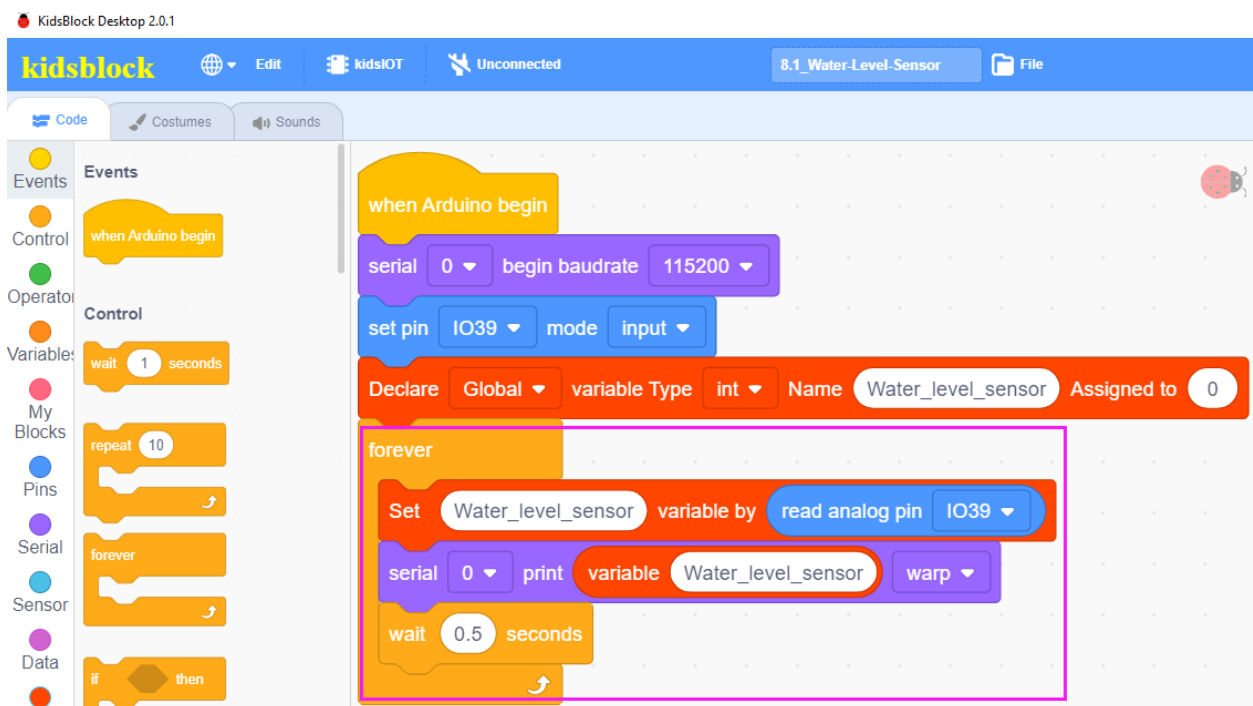 KidsBlock Desktop 2.0.1
kidsblock Edit kidsIOT Unconnected 8.1_Water-Level-Sensor File
Code Costumes Sounds
Events
Control
Operator
Variables
My
Blocks
Pins
Serial
Sensor
Data
Events
when Arduino begin
Control
wait 1 seconds
repeat 10
forever
if then
when Arduino begin
serial 0 begin baudrate 115200
set pin IO39 mode input
Declare Global variable Type int Name Water_level_sensor Assigned to 0
forever
Set Water_level_sensor variable by read analog pin IO39
serial 0 print variable Water_level_sensor warp
wait 0.5 seconds